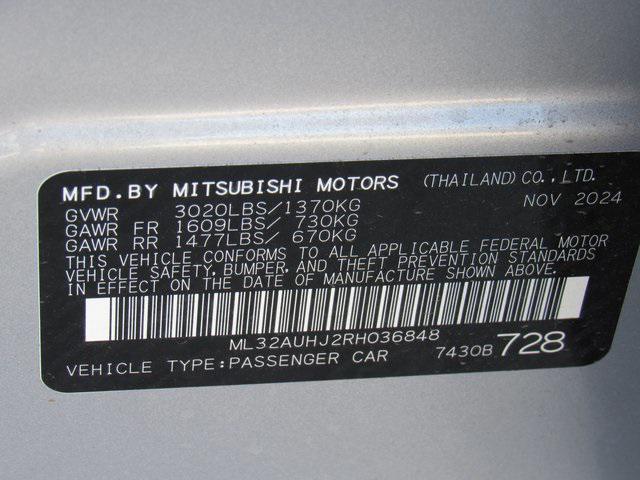 MFD.BY MITSUBISHI MOTORS (THAILAND)CO.,LTD.
GVWR 3020LBS/1370KG NOV 2024
GAWR FR 1609LBS/ 730KG
GAWR RR 1477LBS/ 670KG
THIS VEHICLE CONFORMS TO ALL APPLICABLE FEDERAL MOTOR
VEHICLE SAFETY, BUMPER, AND THEFT PREVENTION STANDARDS
IN EFFECT ON THE DATE OF MANUFACTURE SHOWN ABOVE.
ML32AUHJ2RH036848
VEHICLE TYPE:PASSENGER CAR 7430B 728